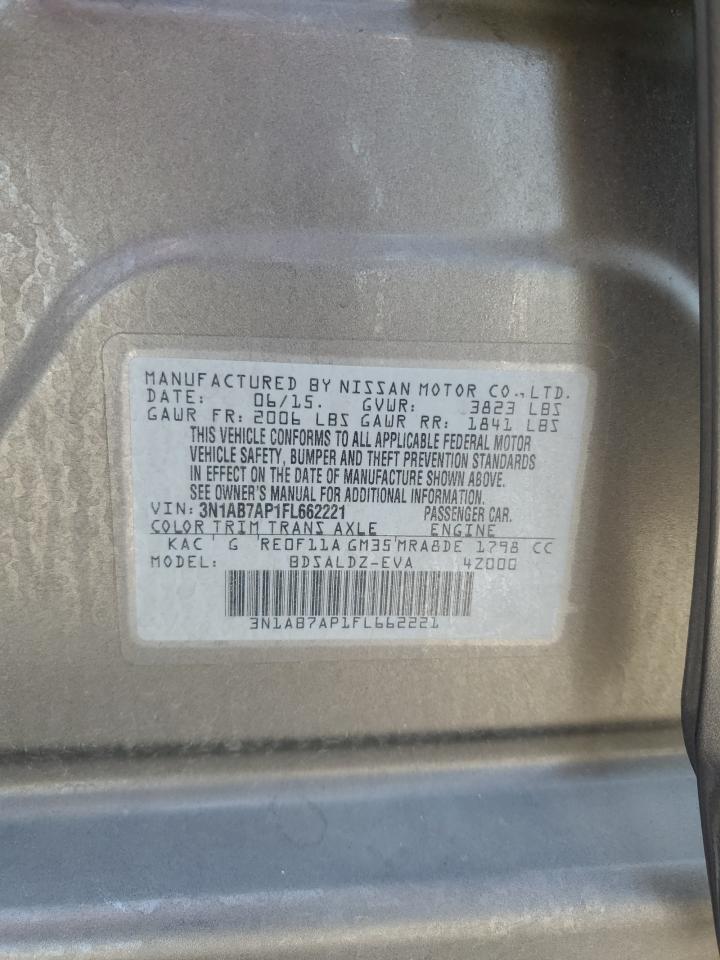 MANUFACTURED BY NISSAN MOTOR CO.,LTD.
DATE: 06/15. GVWR: 3823 LBS
GAWR FR: 2006 LBS GAWR RR: 1841 LBS
THIS VEHICLE CONFORMS TO ALL APPLICABLE FEDERAL MOTOR
VEHICLE SAFETY, BUMPER AND THEFT PREVENTION STANDARDS
IN EFFECT ON THE DATE OF MANUFACTURE SHOWN ABOVE.
SEE OWNER'S MANUAL FOR ADDITIONAL INFORMATION.
VIN: 3N1AB7AP1FL662221 PASSENGER CAR.
COLOR TRIM TRANS AXLE ENGINE
KAC G RE0F11A GM35 MRA8DE 1798 CC
MODEL: BDSALDZ-EVA 4Z000
3N1AB7AP1FL662221